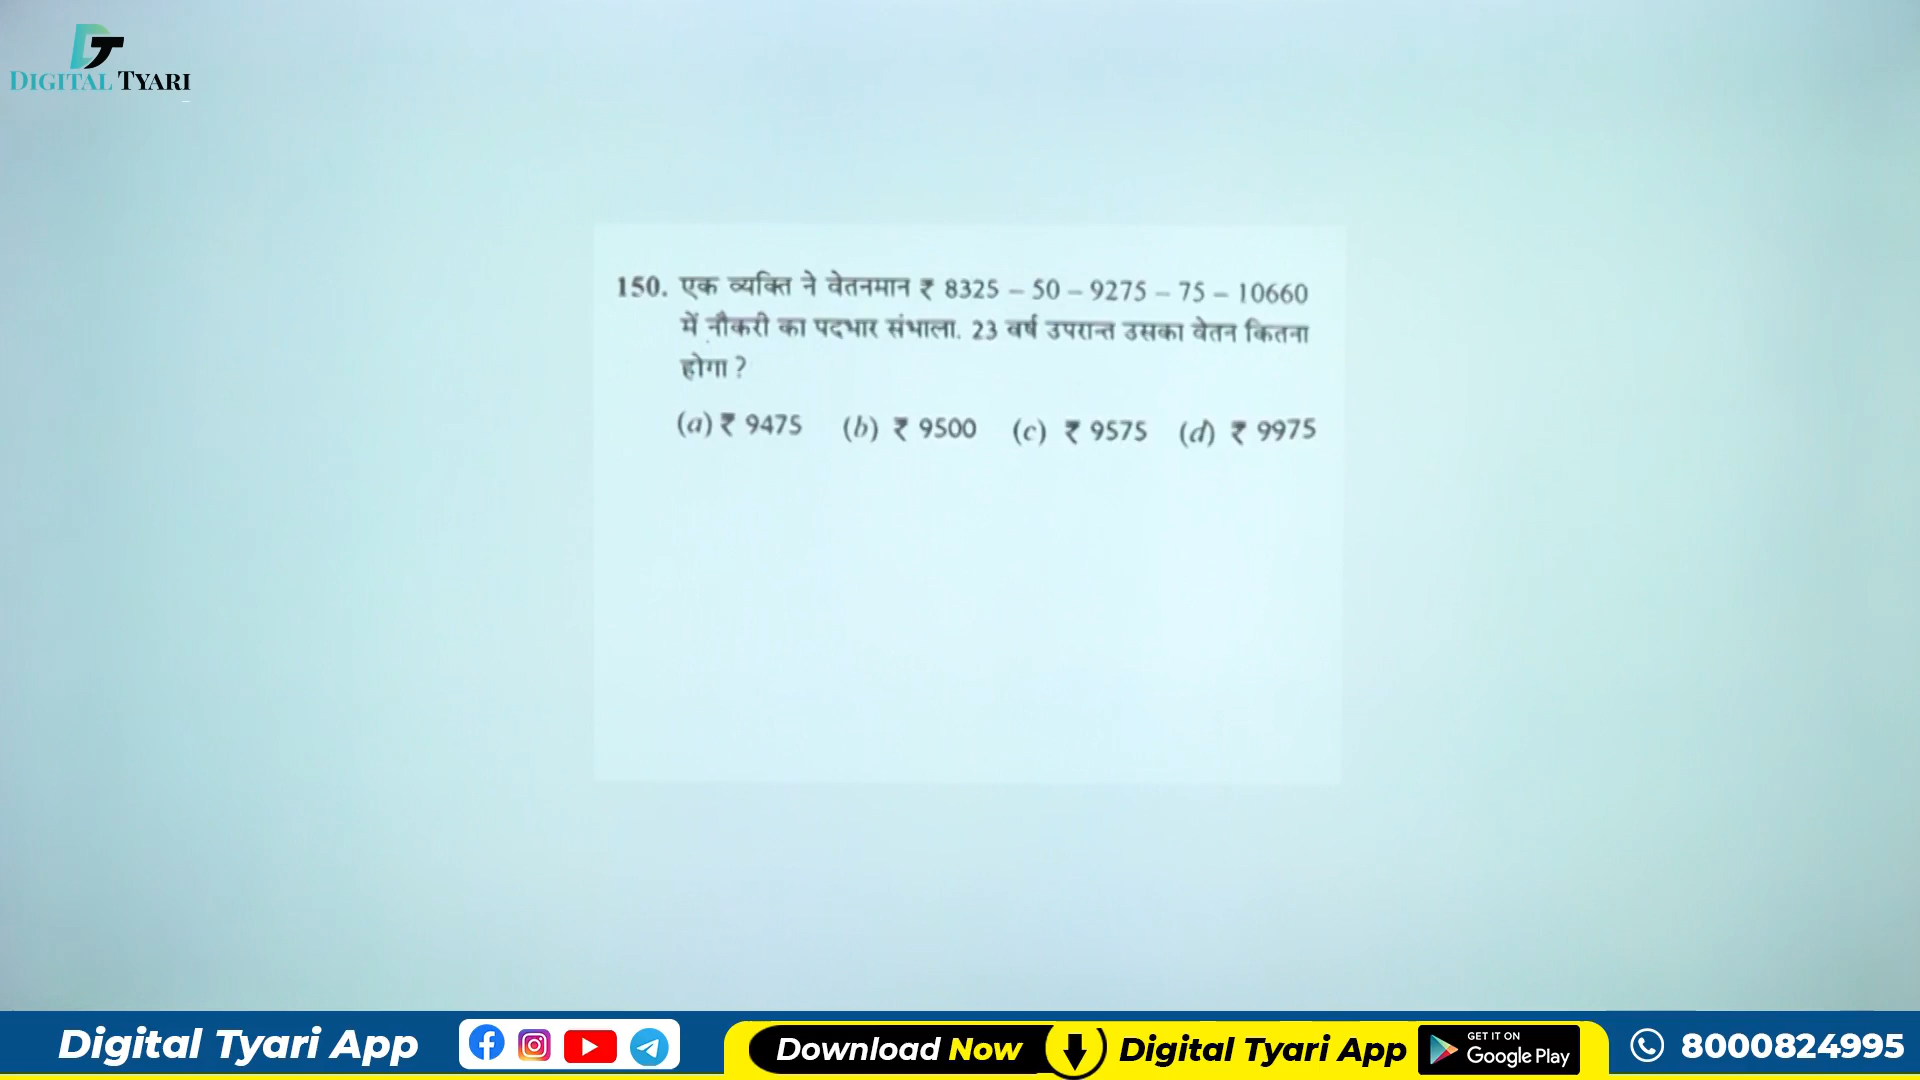 DT
DIGITAL TYARI
150. एक व्यक्ति ने वेतनमान ₹ 8325 – 50 – 9275 – 75 – 10660
में नौकरी का पदभार संभाला. 23 वर्ष उपरान्त उसका वेतन कितना
होगा ?
(a) ₹ 9475 (b) ₹ 9500 (c) ₹ 9575 (d) ₹ 9975
Digital Tyari App
Download Now
Digital Tyari App
GET IT ON
Google Play
8000824995